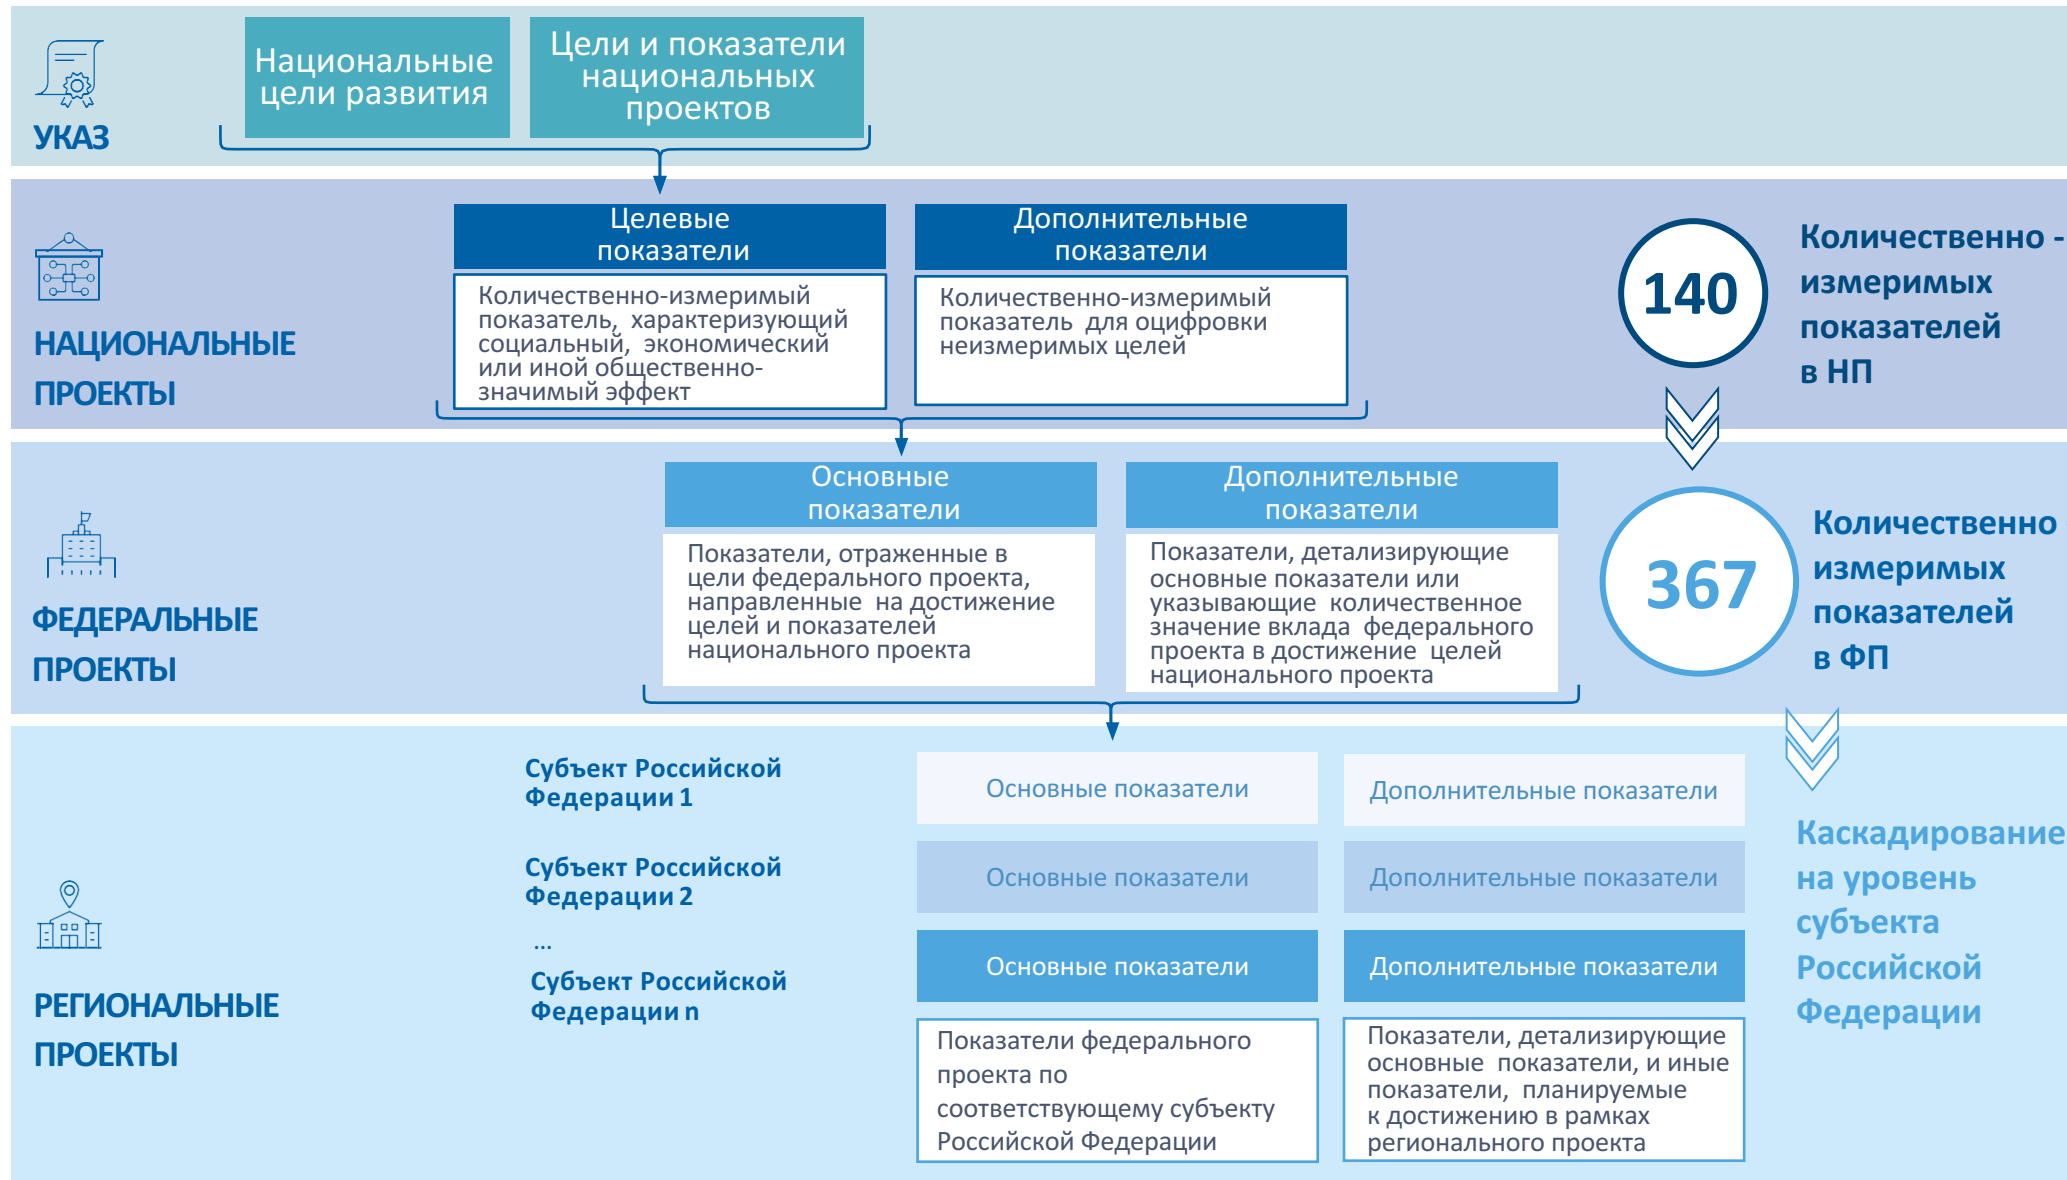 УКАЗ
Национальные
цели развития
Цели и показатели
национальных
проектов
НАЦИОНАЛЬНЫЕ
ПРОЕКТЫ
Целевые
показатели
Количественно-измеримый
показатель, характеризующий
социальный, экономический
или иной общественно-
значимый эффект
Дополнительные
показатели
Количественно-измеримый
показатель для оцифровки
неизмеримых целей
140
Количественно -
измеримых
показателей
в НП
ФЕДЕРАЛЬНЫЕ
ПРОЕКТЫ
Основные
показатели
Показатели, отраженные в
цели федерального проекта,
направленные на достижение
целей и показателей
национального проекта
Дополнительные
показатели
Показатели, детализирующие
основные показатели или
указывающие количественное
значение вклада федерального
проекта в достижение целей
национального проекта
367
Количественно
измеримых
показателей
в ФП
РЕГИОНАЛЬНЫЕ
ПРОЕКТЫ
Субъект Российской
Федерации 1
Основные показатели
Дополнительные показатели
Субъект Российской
Федерации 2
Основные показатели
Дополнительные показатели
...
Субъект Российской
Федерации n
Основные показатели
Дополнительные показатели
Показатели федерального
проекта по
соответствующему субъекту
Российской Федерации
Показатели, детализирующие
основные показатели, и иные
показатели, планируемые
к достижению в рамках
регионального проекта
Каскадирование
на уровень
субъекта
Российской
Федерации